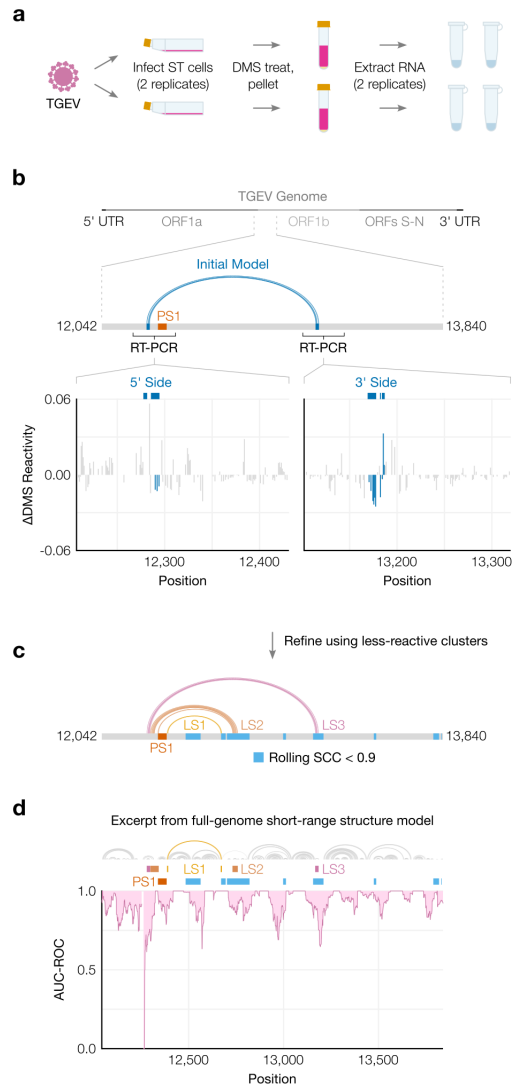 a
TGEV
Infect ST cells
(2 replicates)
DMS treat,
pellet
Extract RNA
(2 replicates)
b
TGEV Genome
5' UTR
ORF1a
ORF1b
ORFs S-N
3' UTR
Initial Model
PS1
12,042
13,840
RT-PCR
RT-PCR
5' Side
3' Side
0.06
0.00
-0.06
ΔDMS Reactivity
12,300
12,400
13,200
13,300
Position
Position
Refine using less-reactive clusters
c
LS1
LS2
LS3
12,042
13,840
PS1
Rolling SCC < 0.9
d
Excerpt from full-genome short-range structure model
LS1
LS2
LS3
PS1
1.0
0.5
0.0
AUC-ROC
12,500
13,000
13,500
Position